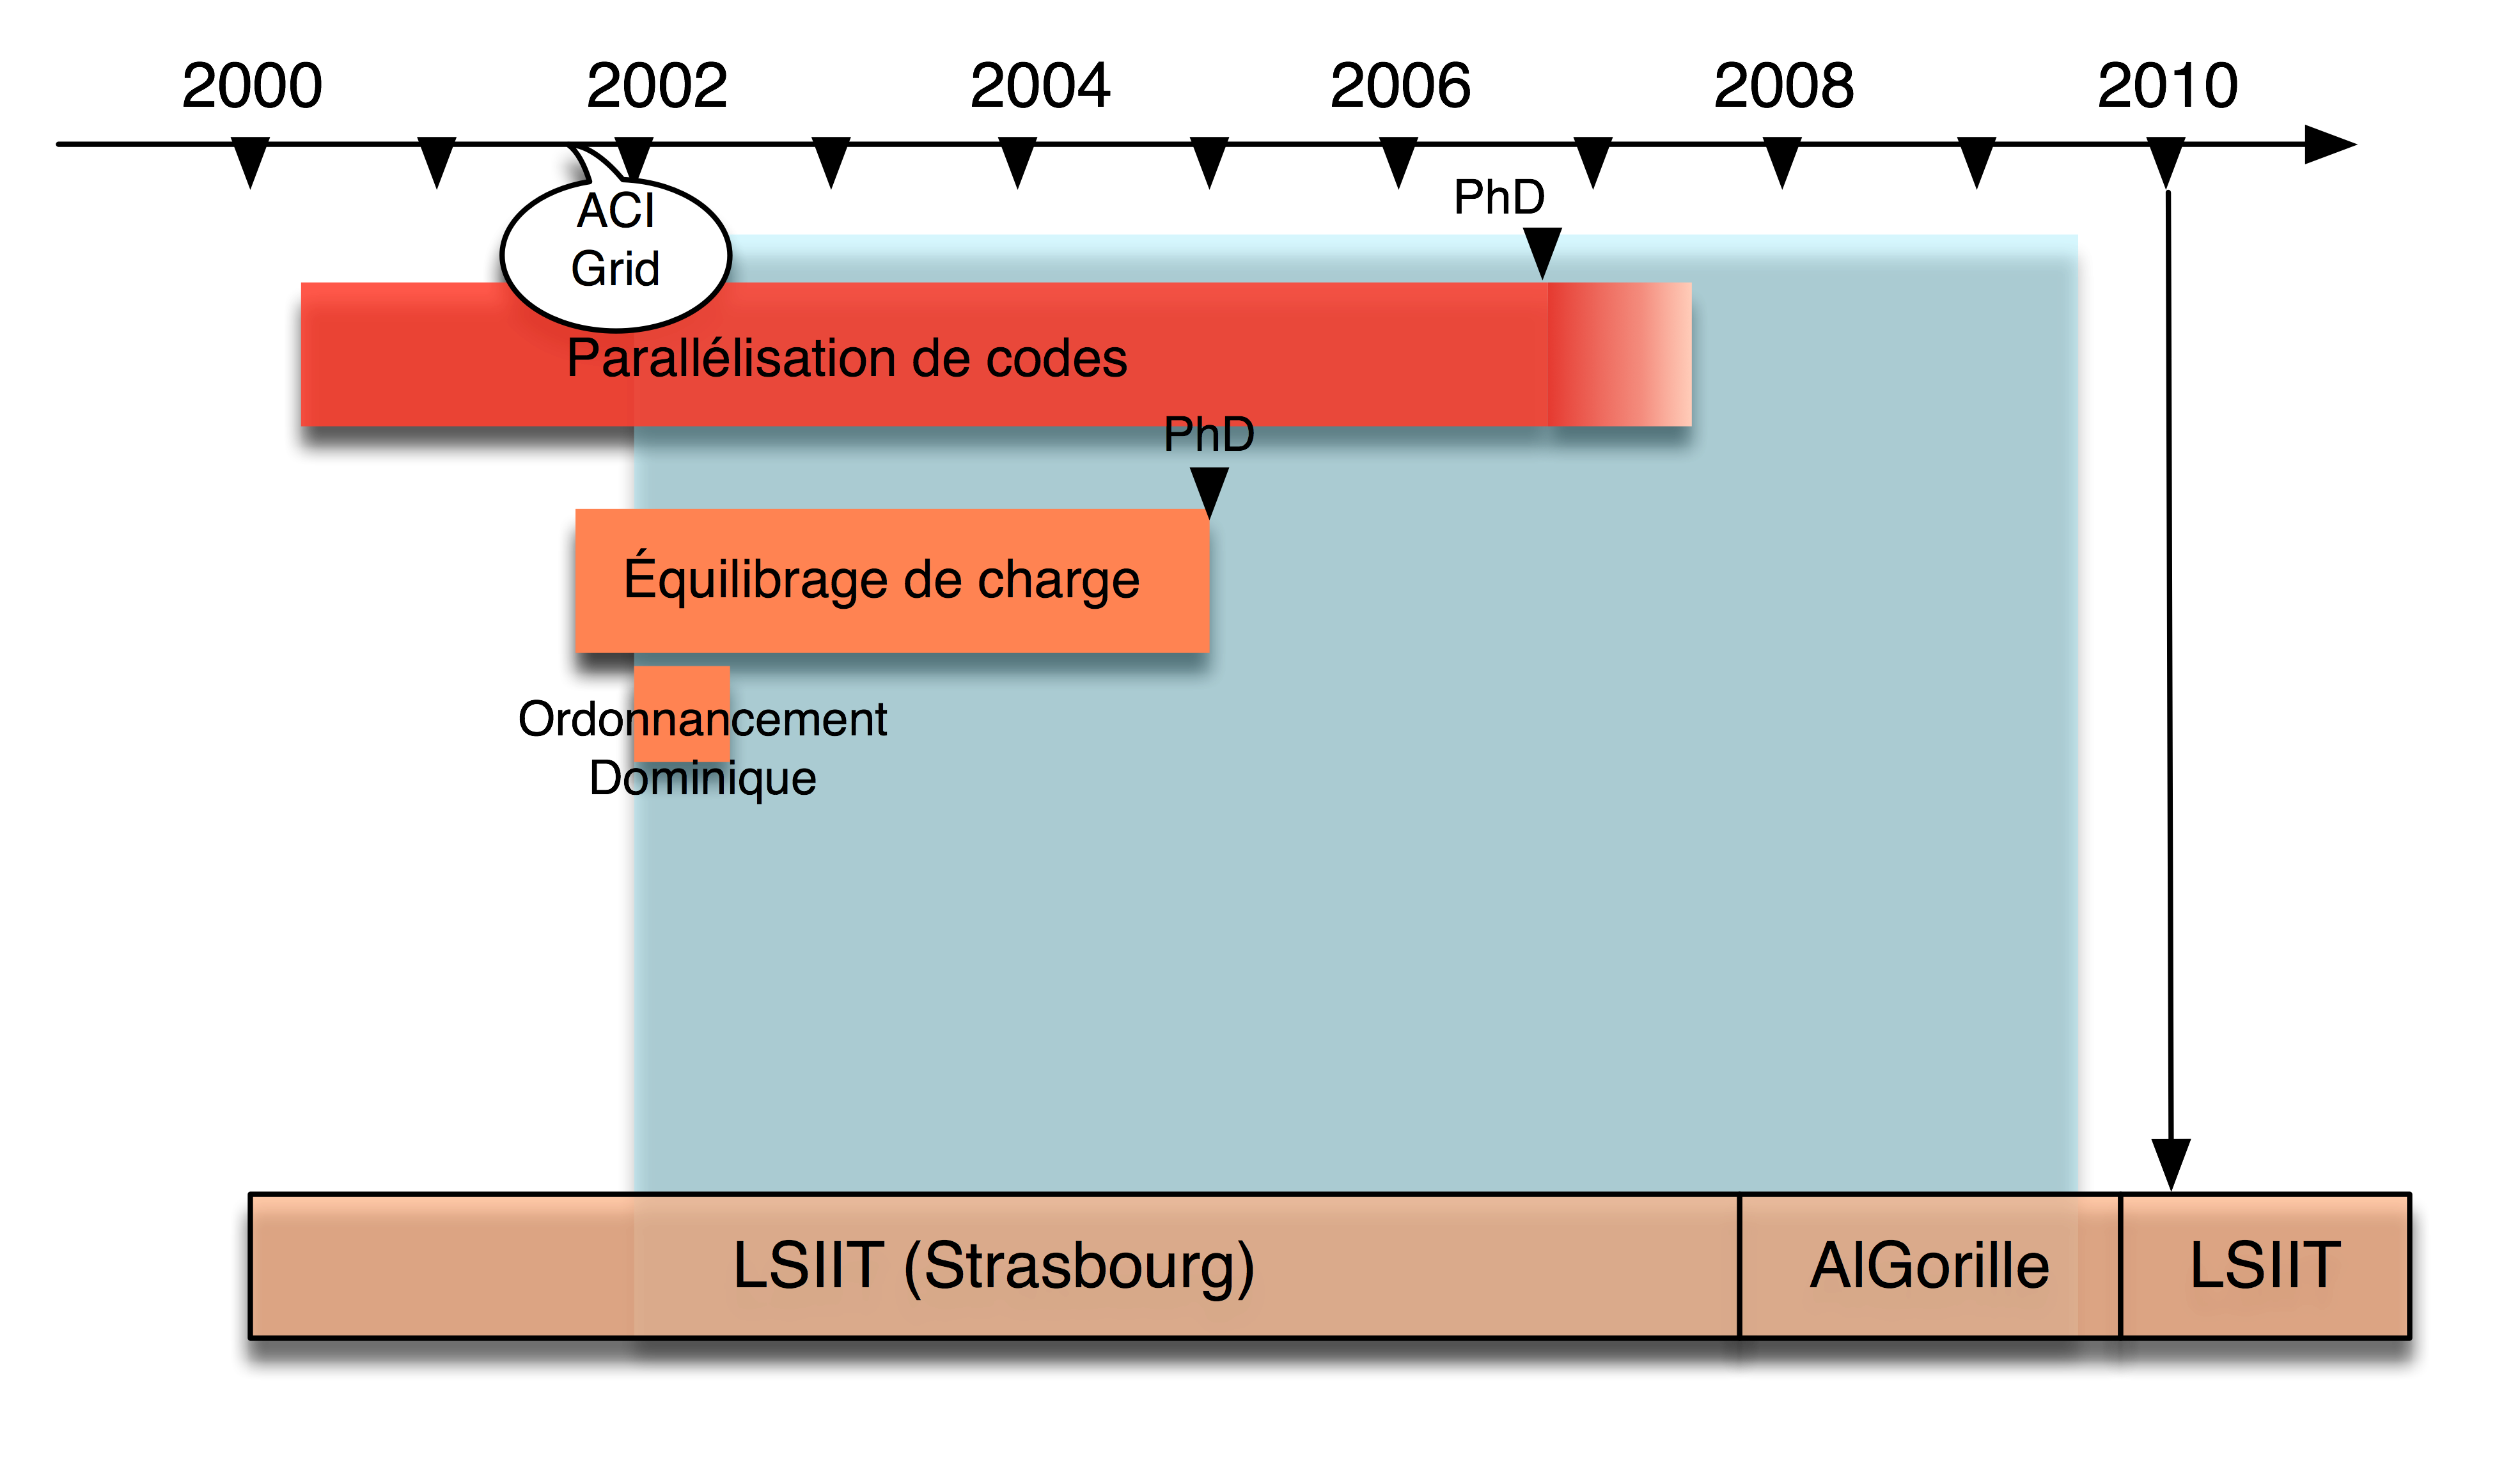 2000 2002 2004 2006 2008 2010
PhD
ACI
Grid
Parallélisation de codes
PhD
Équilibrage de charge
Ordonnancement
Dominique
LSIIT (Strasbourg) AlGorille LSIIT